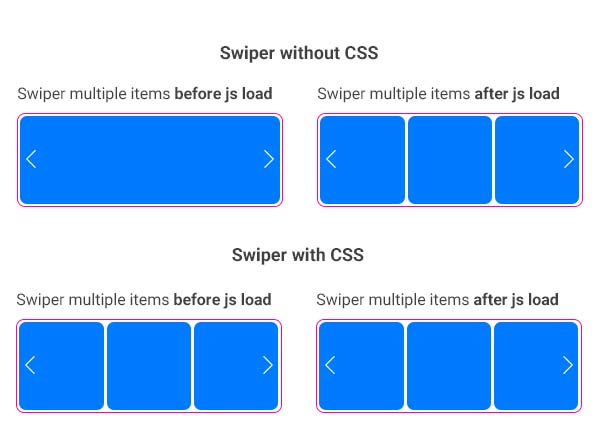 Swiper without CSS
Swiper multiple items before js load
Swiper multiple items after js load
Swiper with CSS
Swiper multiple items before js load
Swiper multiple items after js load